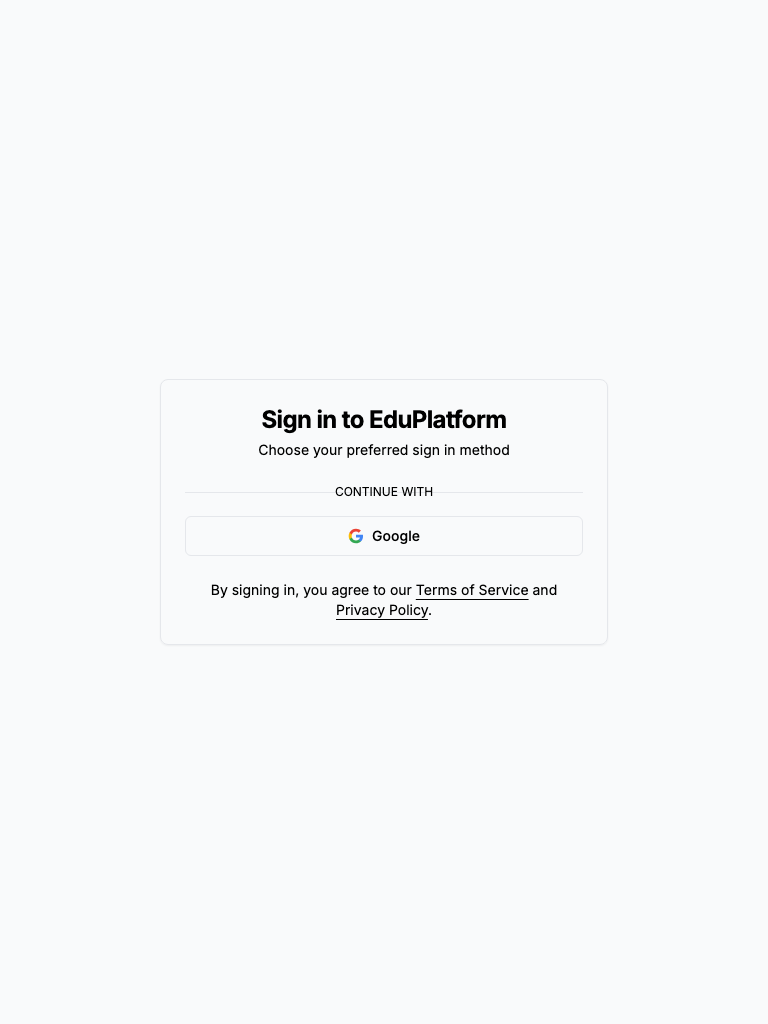 Sign in to EduPlatform
Choose your preferred sign in method
CONTINUE WITH
Google
By signing in, you agree to our Terms of Service and
Privacy Policy.